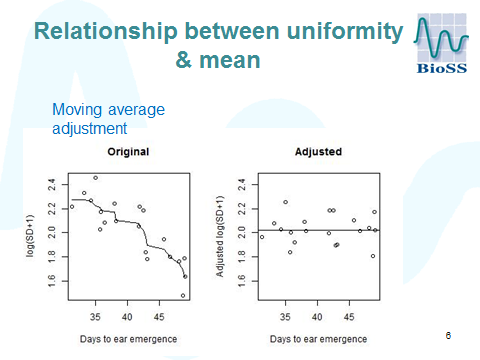 Relationship between uniformity
& mean
BioSS
Moving average
adjustment
Original
log(SD+1)
2.4
2.2
2.0
1.8
1.6
35 40 45
Days to ear emergence
Adjusted
Adjusted log(SD+1)
2.4
2.2
2.0
1.8
1.6
35 40 45
Days to ear emergence
6